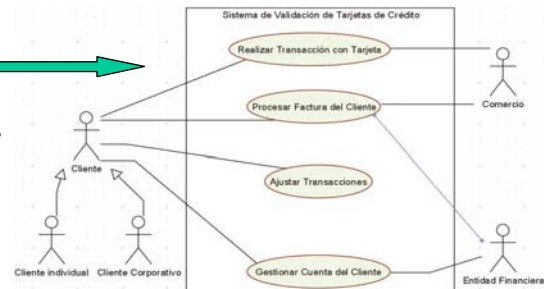 Sistema de Validación de Tarjetas de Crédito
Realizar Transacción con Tarjeta
Procesar Factura del Cliente
Comercio
Cliente
Ajustar Transacciones
Cliente individual
Cliente Corporativo
Gestionar Cuenta del Cliente
Entidad Financiera